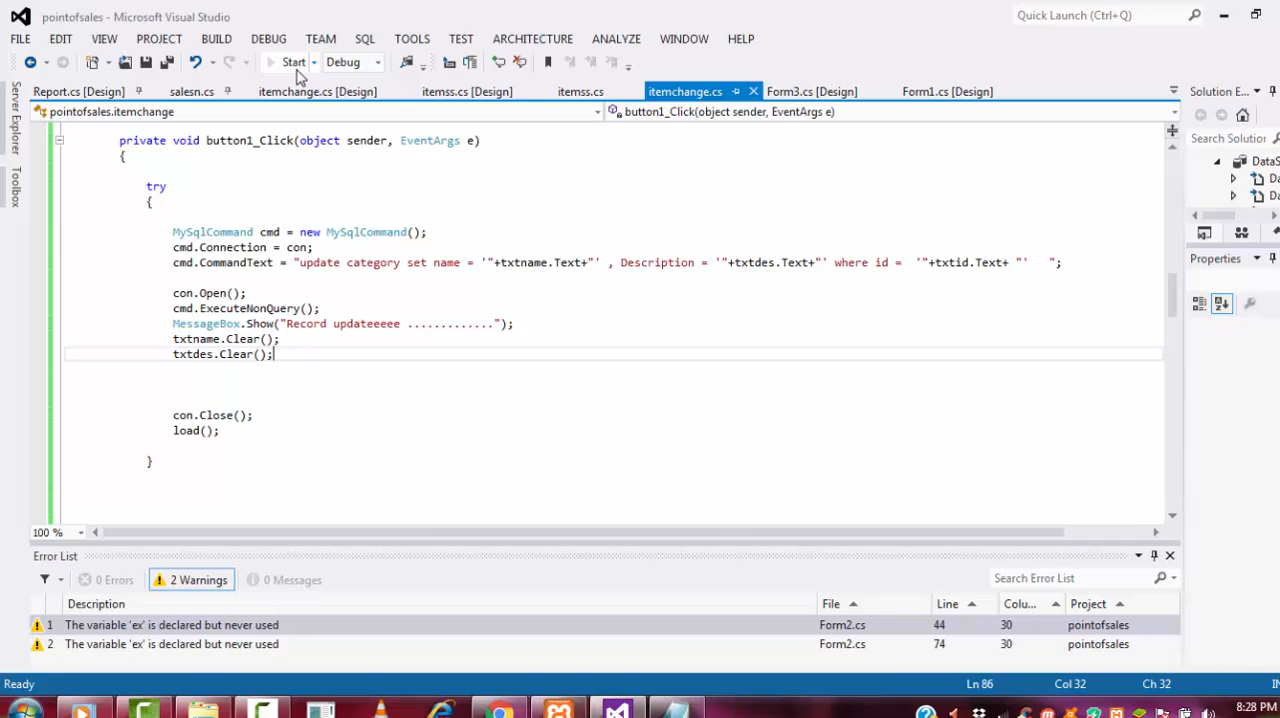 pointofsales - Microsoft Visual Studio
Quick Launch (Ctrl+Q)
FILE EDIT VIEW PROJECT BUILD DEBUG TEAM SQL TOOLS TEST ARCHITECTURE ANALYZE WINDOW HELP
Start Debug
Server Explorer
Toolbox
Report.cs [Design] salesn.cs itemchange.cs [Design] itemss.cs [Design] itemss.cs itemchange.cs Form3.cs [Design] Form1.cs [Design]
pointofsales.itemchange
button1_Click(object sender, EventArgs e)
private void button1_Click(object sender, EventArgs e)
{
try
{
MySqlCommand cmd = new MySqlCommand();
cmd.Connection = con;
cmd.CommandText = "update category set name = '"+txtname.Text+"' , Description = '"+txtdes.Text+"' where id =  '"+txtid.Text+ "'   ";
con.Open();
cmd.ExecuteNonQuery();
MessageBox.Show("Record updateeeee .............");
txtname.Clear();
txtdes.Clear();
con.Close();
load();
}
100 %
Solution E...
Search Solution
DataS
Da
Da
Properties
Error List
0 Errors 2 Warnings 0 Messages
Search Error List
Description File Line Colu... Project
1 The variable 'ex' is declared but never used Form2.cs 44 30 pointofsales
2 The variable 'ex' is declared but never used Form2.cs 74 30 pointofsales
Ready Ln 86 Col 32 Ch 32 IN
8:28 PM